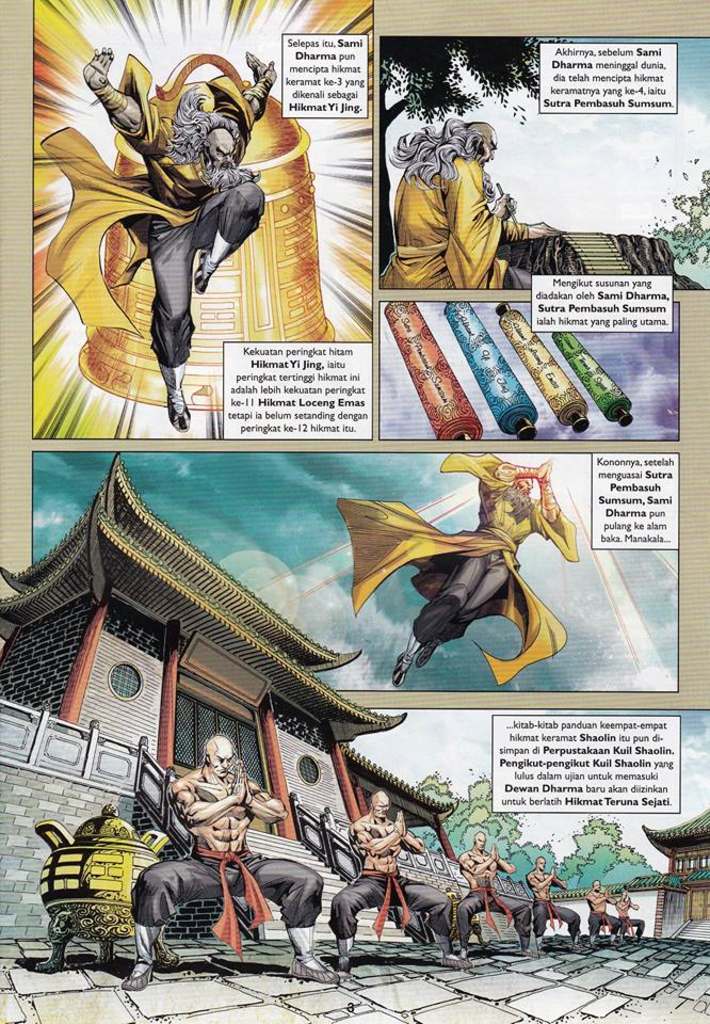 Selepas itu, Sami
Dharma pun
mencipta hikmat
keramat ke-3 yang
dikenali sebagai
Hikmat Yi Jing.
Akhirnya, sebelum Sami
Dharma meninggal dunia,
dia telah mencipta hikmat
keramatnya yang ke-4, iaitu
Sutra Pembasuh Sumsum.
Mengikut susunan yang
diadakan oleh Sami Dharma,
Sutra Pembasuh Sumsum
ialah hikmat yang paling utama.
Kekuatan peringkat hitam
Hikmat Yi Jing, iaitu
peringkat tertinggi hikmat ini
adalah lebih kekuatan peringkat
ke-11 Hikmat Loceng Emas
tetapi ia belum setanding dengan
peringkat ke-12 hikmat itu.
Kononnya, setelah
menguasai Sutra
Pembasuh
Sumsum, Sami
Dharma pun
pulang ke alam
baka. Manakala...
...kitab-kitab panduan keempat-empat
hikmat keramat Shaolin itu pun di-
simpan di Perpustakaan Kuil Shaolin.
Pengikut-pengikut Kuil Shaolin yang
lulus dalam ujian untuk memasuki
Dewan Dharma baru akan diizinkan
untuk berlatih Hikmat Teruna Sejati.
3